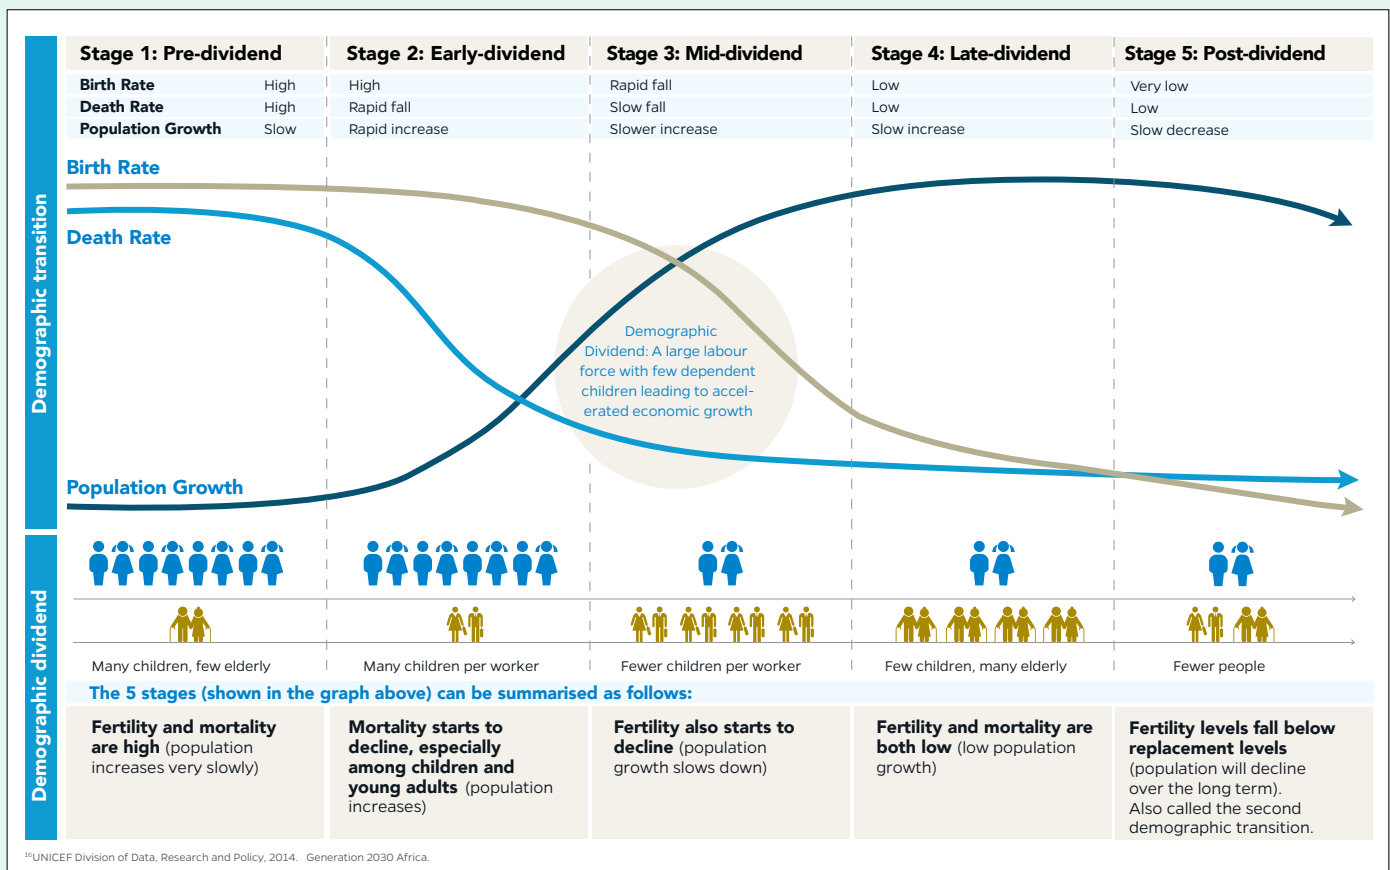 Stage 1: Pre-dividend
Stage 2: Early-dividend
Stage 3: Mid-dividend
Stage 4: Late-dividend
Stage 5: Post-dividend
Birth Rate High High Rapid fall Low Very low
Death Rate High Rapid fall Slow fall Low Low
Population Growth Slow Rapid increase Slower increase Slow increase Slow decrease
Demographic transition
Birth Rate
Death Rate
Population Growth
Demographic
Dividend: A large labour
force with few dependent
children leading to accel-
erated economic growth
Demographic dividend
Many children, few elderly
Many children per worker
Fewer children per worker
Few children, many elderly
Fewer people
The 5 stages (shown in the graph above) can be summarised as follows:
Fertility and mortality
are high (population
increases very slowly)
Mortality starts to
decline, especially
among children and
young adults (population
increases)
Fertility also starts to
decline (population
growth slows down)
Fertility and mortality are
both low (low population
growth)
Fertility levels fall below
replacement levels
(population will decline
over the long term).
Also called the second
demographic transition.
16UNICEF Division of Data, Research and Policy, 2014. Generation 2030 Africa.